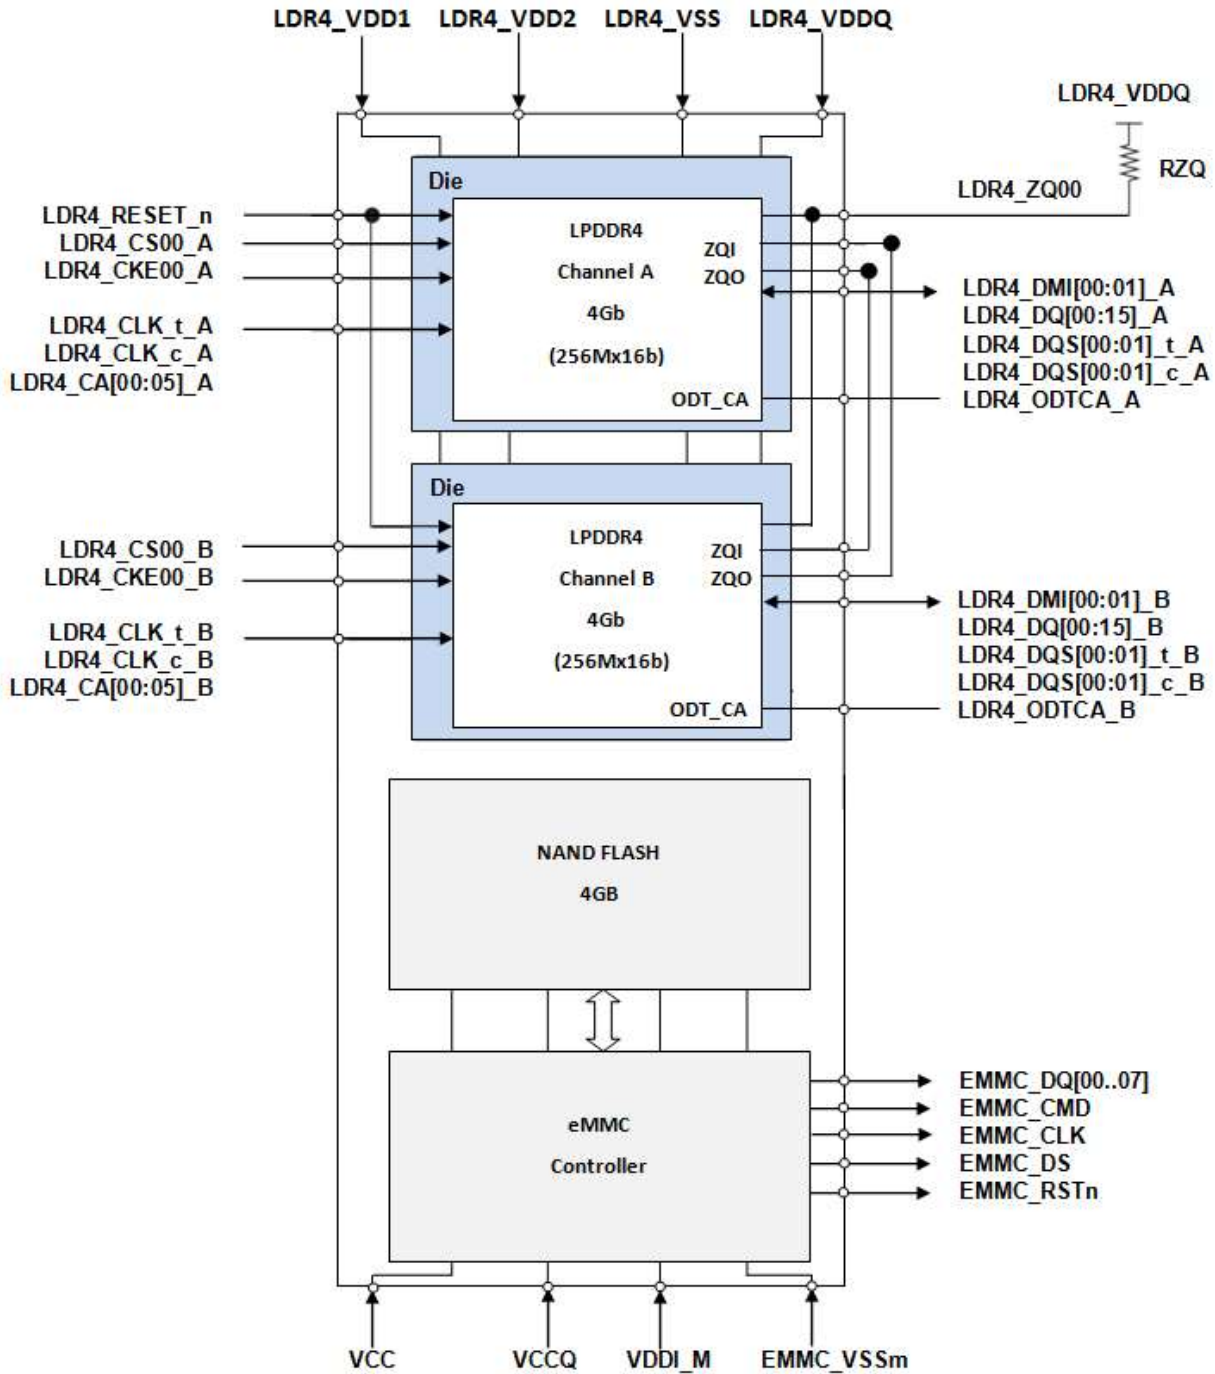 LDR4_VDD1 LDR4_VDD2 LDR4_VSS LDR4_VDDQ
LDR4_VDDQ
RZQ
LDR4_ZQ00
Die
LDR4_RESET_n
LDR4_CS00_A
LDR4_CKE00_A
LDR4_CLK_t_A
LDR4_CLK_c_A
LDR4_CA[00:05]_A
LPDDR4
Channel A
4Gb
(256Mx16b)
ZQI
ZQO
ODT_CA
LDR4_DMI[00:01]_A
LDR4_DQ[00:15]_A
LDR4_DQS[00:01]_t_A
LDR4_DQS[00:01]_c_A
LDR4_ODTCA_A
Die
LDR4_CS00_B
LDR4_CKE00_B
LDR4_CLK_t_B
LDR4_CLK_c_B
LDR4_CA[00:05]_B
LPDDR4
Channel B
4Gb
(256Mx16b)
ZQI
ZQO
ODT_CA
LDR4_DMI[00:01]_B
LDR4_DQ[00:15]_B
LDR4_DQS[00:01]_t_B
LDR4_DQS[00:01]_c_B
LDR4_ODTCA_B
NAND FLASH
4GB
eMMC
Controller
EMMC_DQ[00..07]
EMMC_CMD
EMMC_CLK
EMMC_DS
EMMC_RSTn
VCC VCCQ VDDI_M EMMC_VSSm